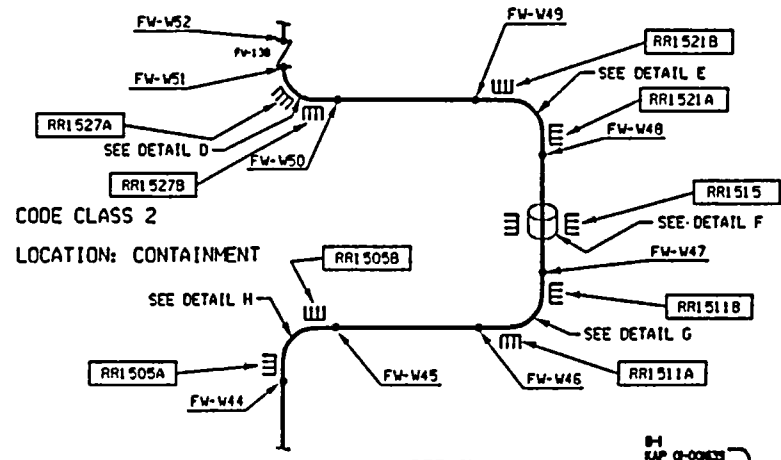 FW-W52
FW-W49
RR1521B
FW-13B
FW-W51
SEE DETAIL E
RR1521A
RR1527A
SEE DETAIL D
FW-W50
FW-W48
RR1527B
RR1515
CODE CLASS 2
SEE DETAIL F
LOCATION: CONTAINMENT
RR1505B
FW-W47
SEE DETAIL H
RR1511B
SEE DETAIL G
RR1505A
FW-W45
FW-W46
RR1511A
FW-W44